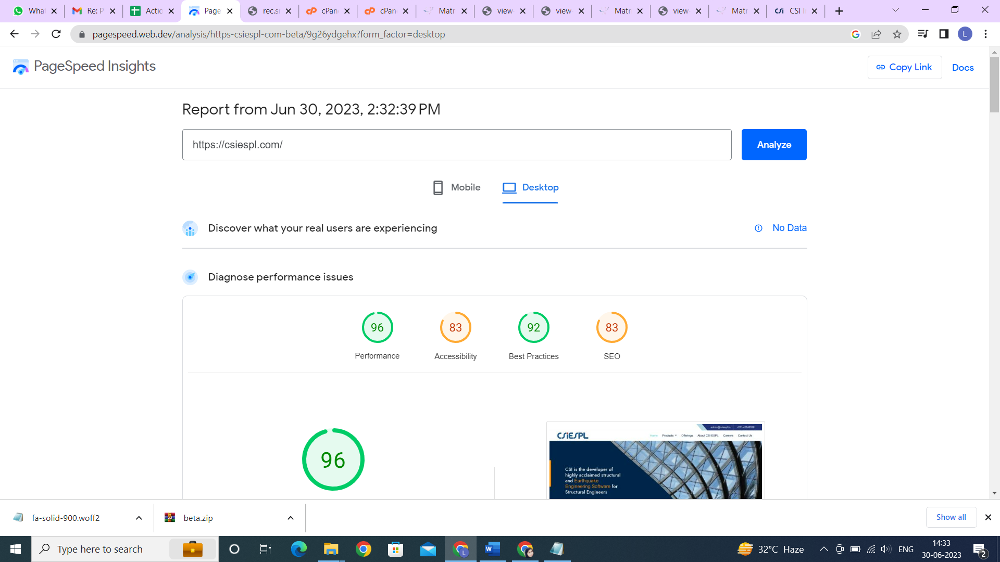 What
Re: P
Actio
Page
rec.s
cPan
cPan
Matr
view-
view-
Matr
view-
Matr
CSI I
pagespeed.web.dev/analysis/https-csiespl-com-beta/9g26ydgehx?form_factor=desktop
L
PageSpeed Insights
Copy Link
Docs
Report from Jun 30, 2023, 2:32:39 PM
https://csiespl.com/
Analyze
Mobile
Desktop
Discover what your real users are experiencing
No Data
Diagnose performance issues
96
83
92
83
Performance
Accessibility
Best Practices
SEO
96
admin@csiespl.in
+011-41646528
CSiESPL
Home
Products
Offerings
About CSI ESPL
Careers
Contact Us
CSI is the developer of
highly acclaimed structural
and Earthquake
Engineering Software for
Structural Engineers
fa-solid-900.woff2
beta.zip
Show all
Type here to search
32°C Haze
ENG
14:33
30-06-2023
2